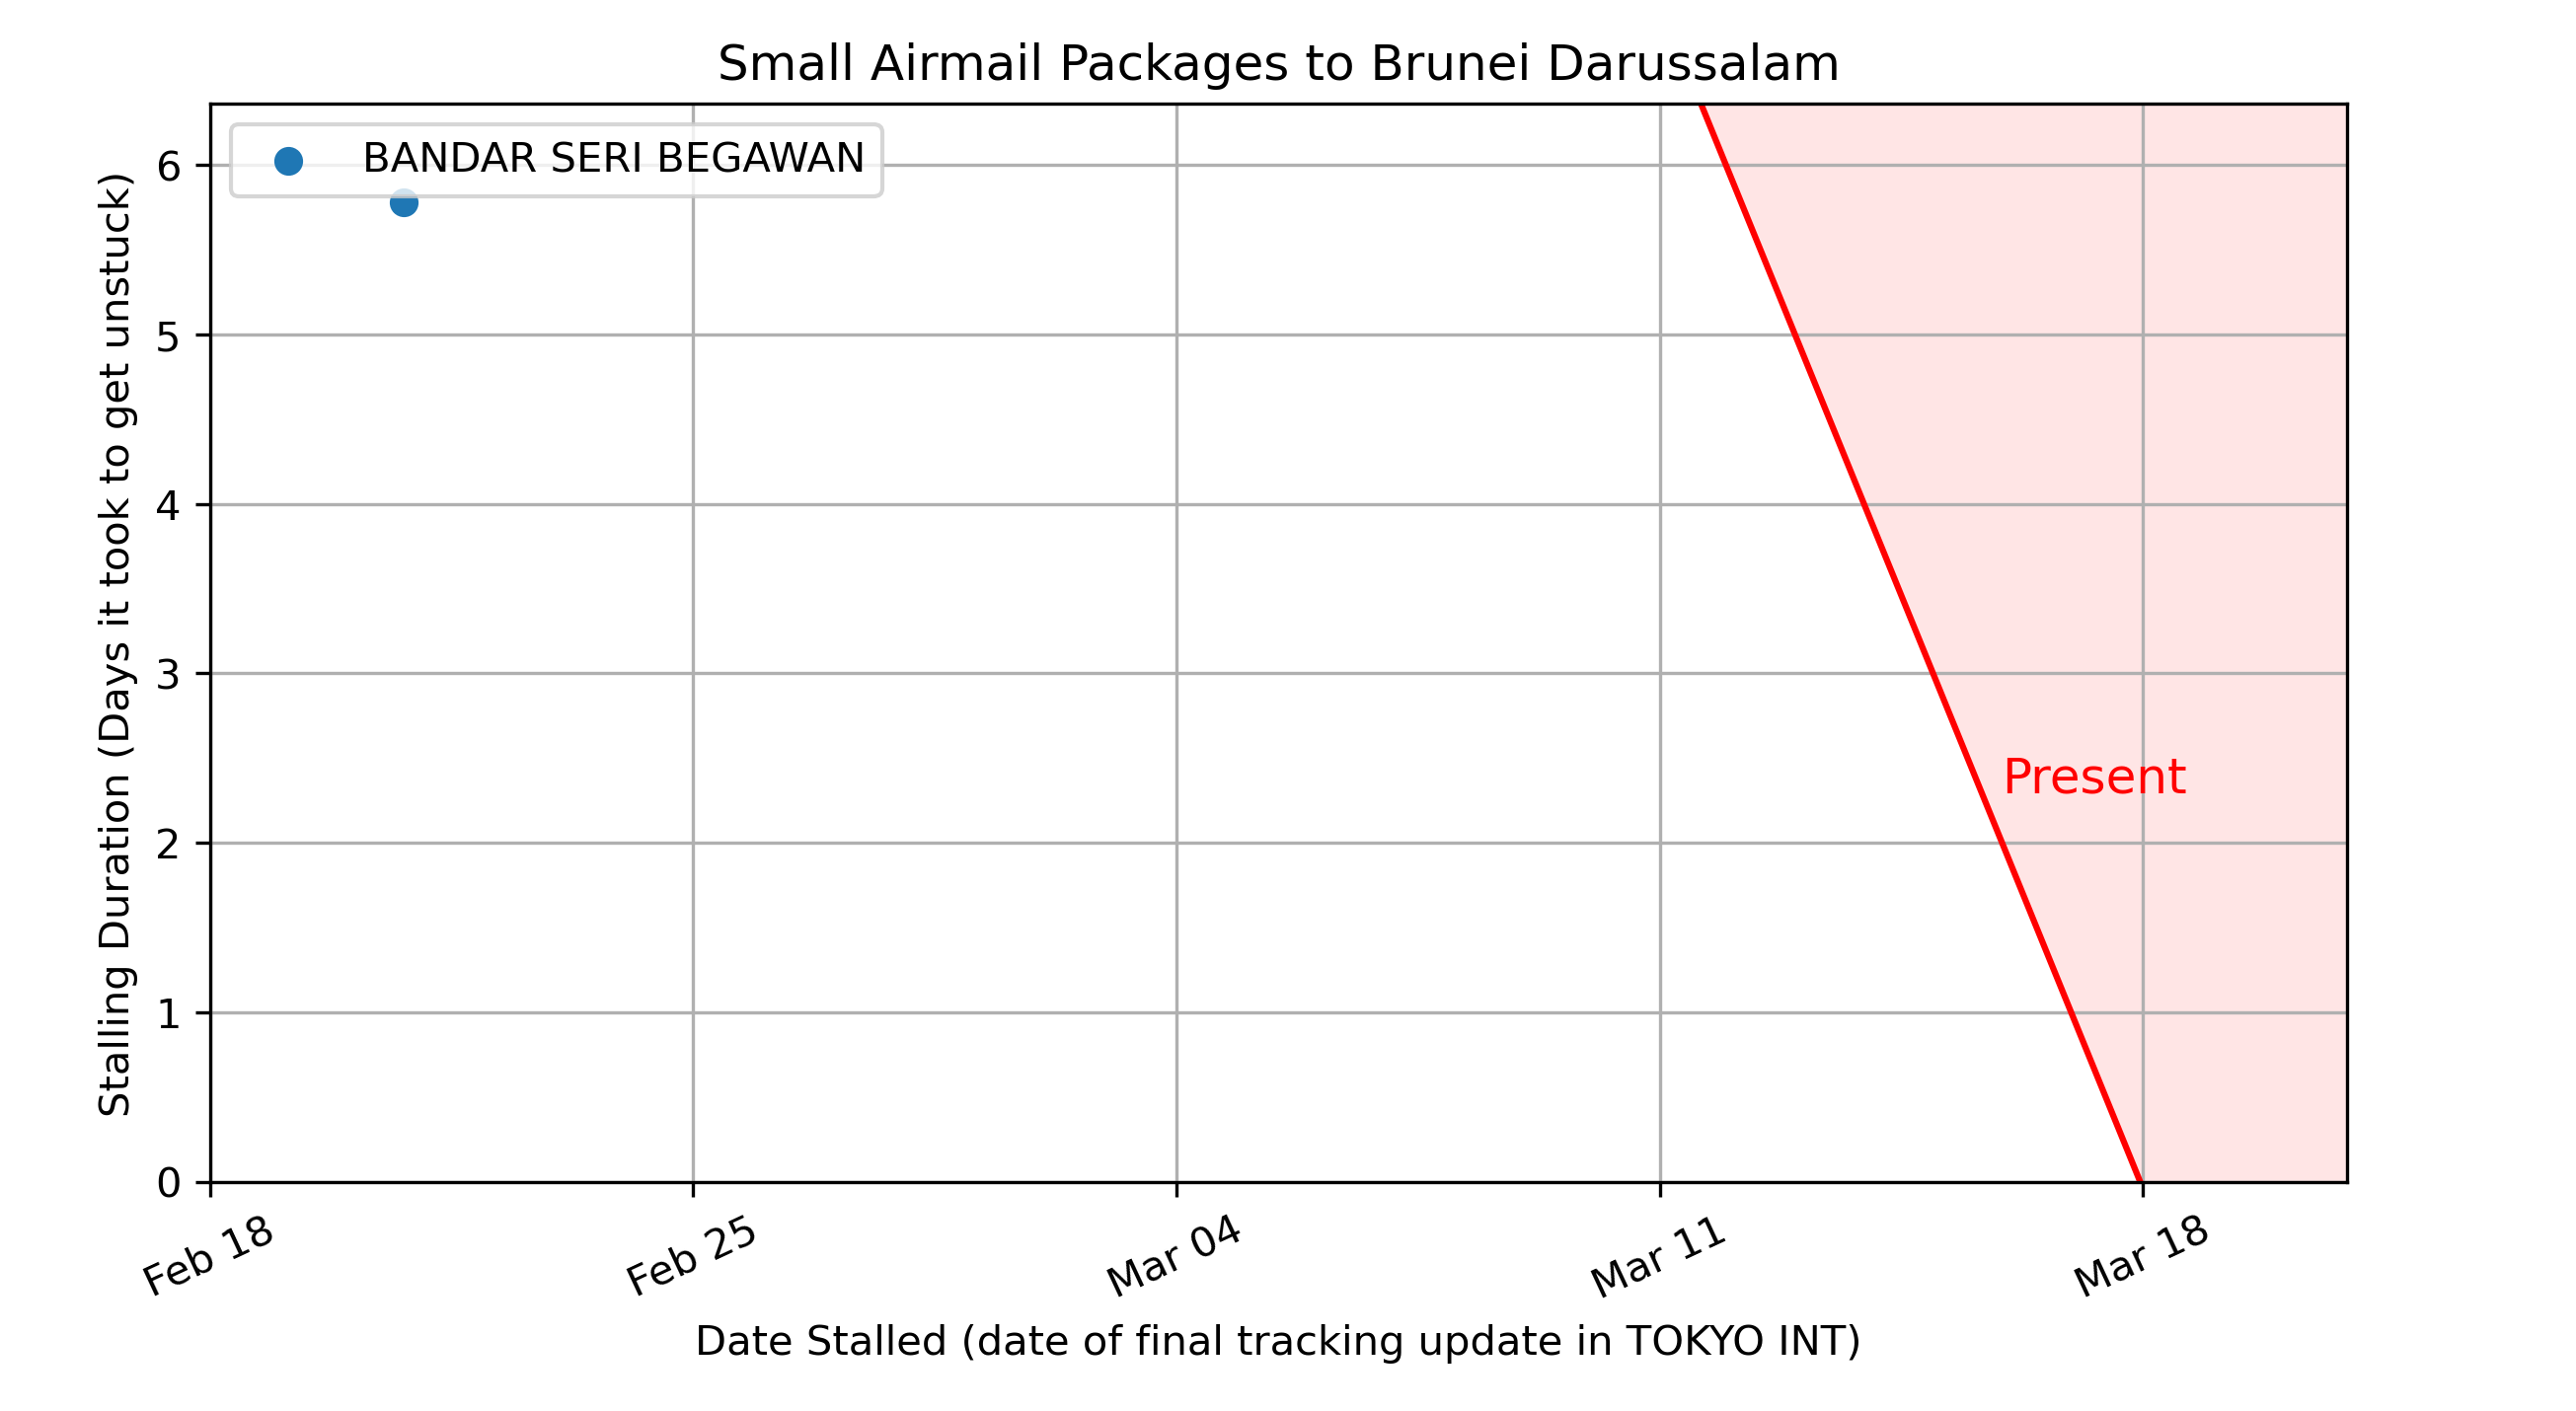 Small Airmail Packages to Brunei Darussalam
BANDAR SERI BEGAWAN
Stalling Duration (Days it took to get unstuck)
6
5
4
3
2
1
0
Present
Feb 18
Feb 25
Mar 04
Mar 11
Mar 18
Date Stalled (date of final tracking update in TOKYO INT)